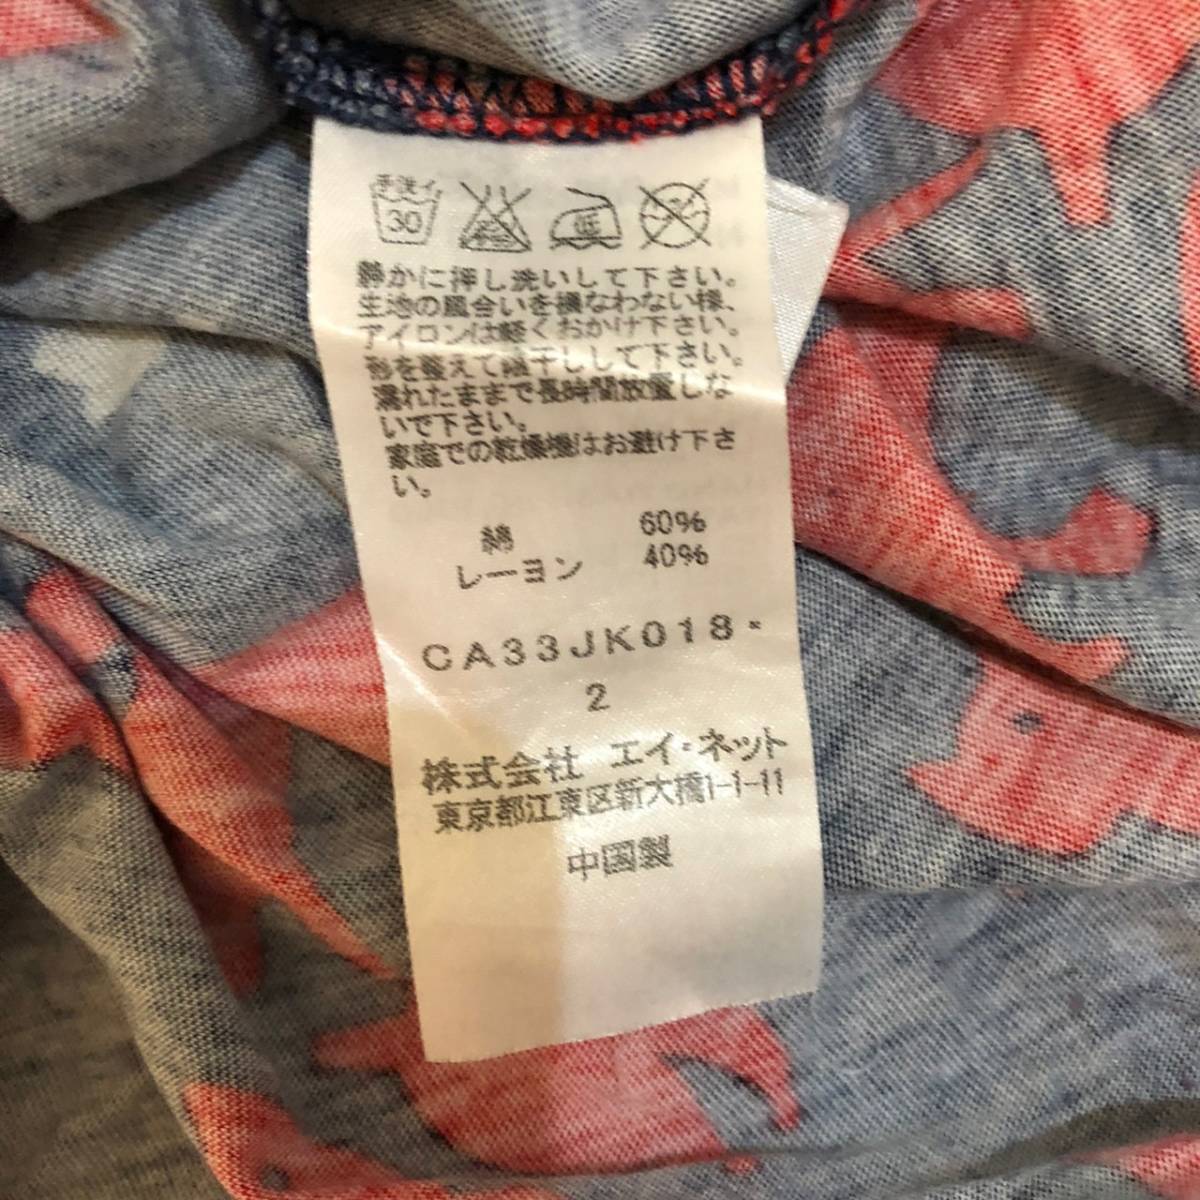 手洗イ
30
低
静かに押し洗いして下さい。
生地の風合いを損なわない様、
アイロンは軽くおかけ下さい。
形を整えて陰干しして下さい。
濡れたままで長時間放置しな
いで下さい。
家庭での乾燥機はお避け下さ
い。
綿 60%
レーヨン 40%
CA33JK018-
2
株式会社 エイ・ネット
東京都江東区新大橋1-1-11
中国製